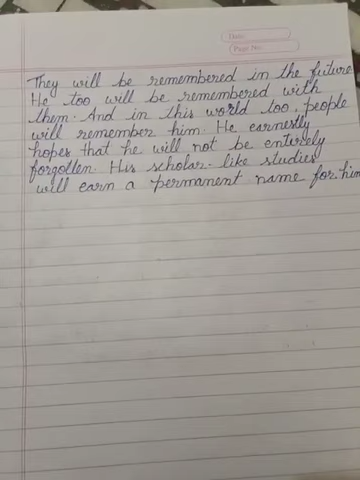 Date:
Page No:
They will be remembered in the future
He too will be remembered with
them. And in this world too, people
will remember him. He earnestly
hopes that he will not be entirely
forgotten. His scholar-like studies
will earn a permanent name for him